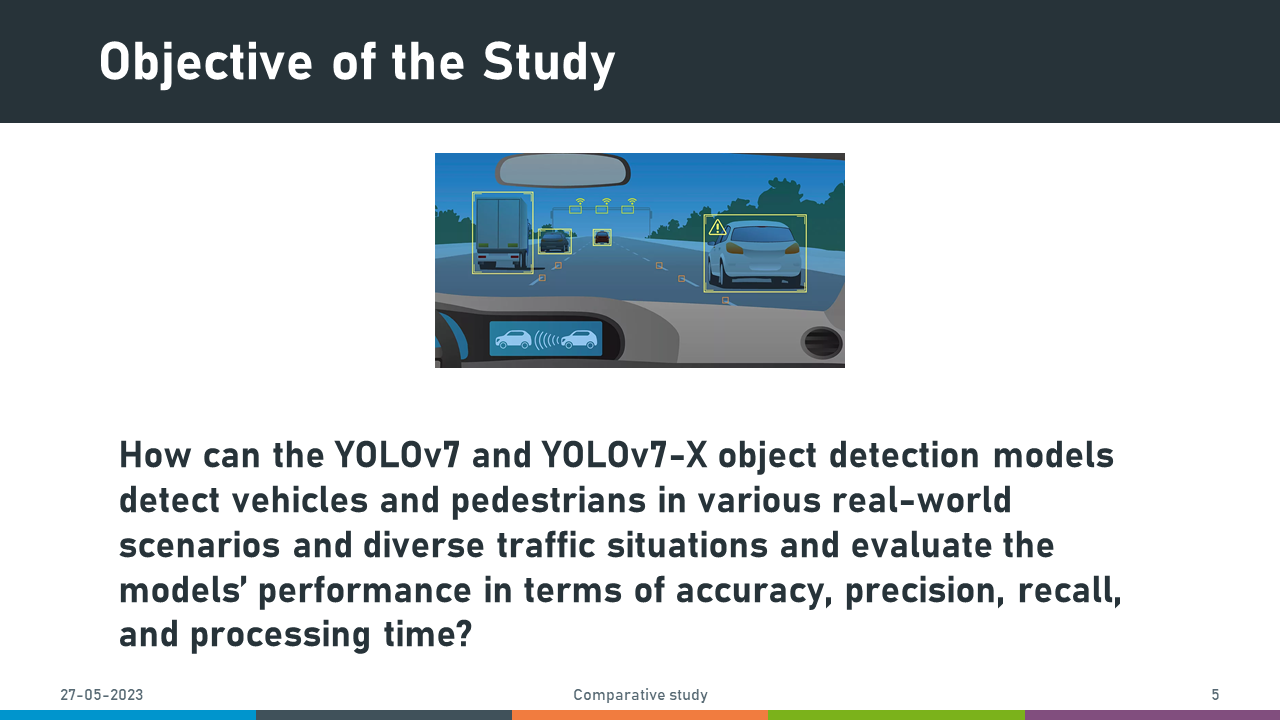 Objective of the Study
How can the YOLOv7 and YOLOv7-X object detection models
detect vehicles and pedestrians in various real-world
scenarios and diverse traffic situations and evaluate the
models’ performance in terms of accuracy, precision, recall,
and processing time?
27-05-2023
Comparative study
5